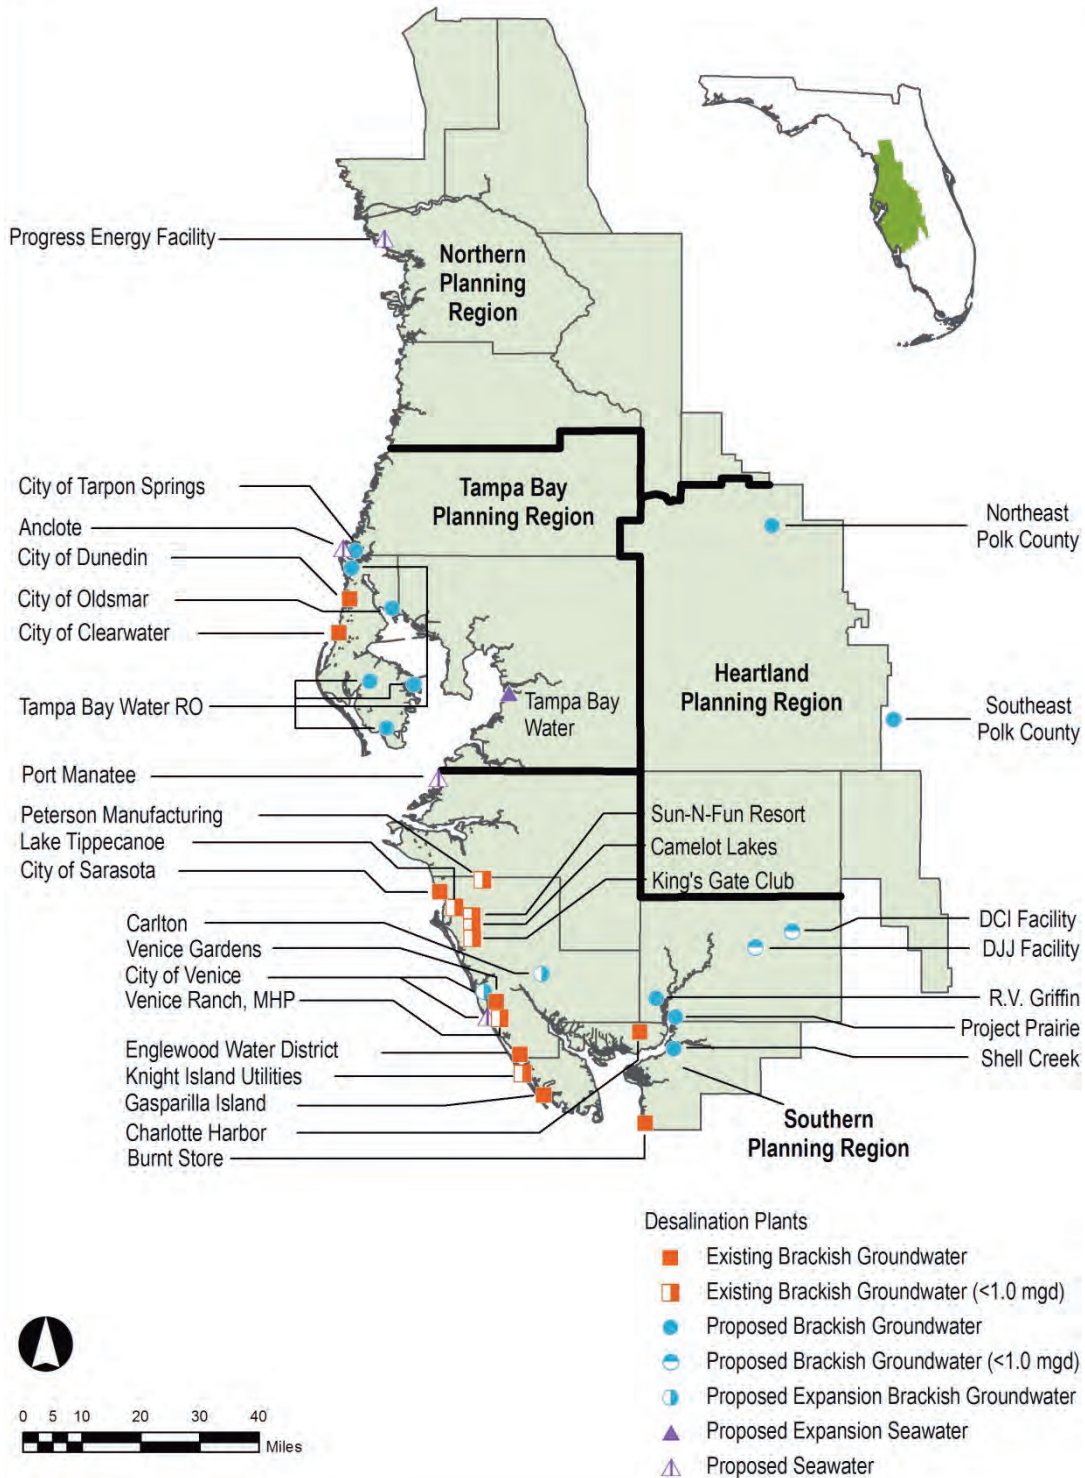 Progress Energy Facility
Northern
Planning
Region
City of Tarpon Springs
Anclote
City of Dunedin
City of Oldsmar
City of Clearwater
Tampa Bay Water RO
Port Manatee
Peterson Manufacturing
Lake Tippecanoe
City of Sarasota
Carlton
Venice Gardens
City of Venice
Venice Ranch, MHP
Englewood Water District
Knight Island Utilities
Gasparilla Island
Charlotte Harbor
Burnt Store
Tampa Bay
Planning Region
Tampa Bay
Water
Heartland
Planning Region
Northeast
Polk County
Southeast
Polk County
Sun-N-Fun Resort
Camelot Lakes
King's Gate Club
DCI Facility
DJJ Facility
R.V. Griffin
Project Prairie
Shell Creek
Southern
Planning Region
Desalination Plants
Existing Brackish Groundwater
Existing Brackish Groundwater (<1.0 mgd)
Proposed Brackish Groundwater
Proposed Brackish Groundwater (<1.0 mgd)
Proposed Expansion Brackish Groundwater
Proposed Expansion Seawater
Proposed Seawater
0 5 10 20 30 40
Miles